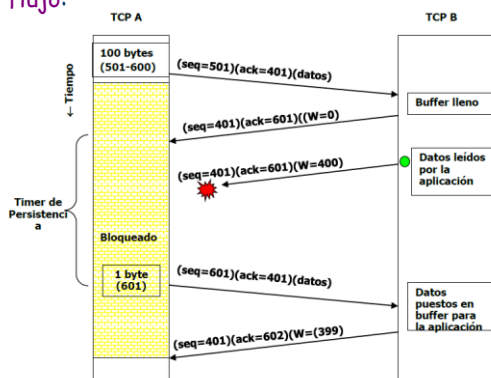 Flujo:
TCP A
TCP B
← Tiempo
100 bytes
(501-600)
(seq=501)(ack=401)(datos)
Buffer lleno
(seq=401)(ack=601)((W=0)
(seq=401)(ack=601)(W=400)
Datos leídos
por la
aplicación
Timer de
Persistenci
a
Bloqueado
1 byte
(601)
(seq=601)(ack=401)(datos)
Datos
puestos en
buffer para
la aplicación
(seq=401)(ack=602)(W=(399)